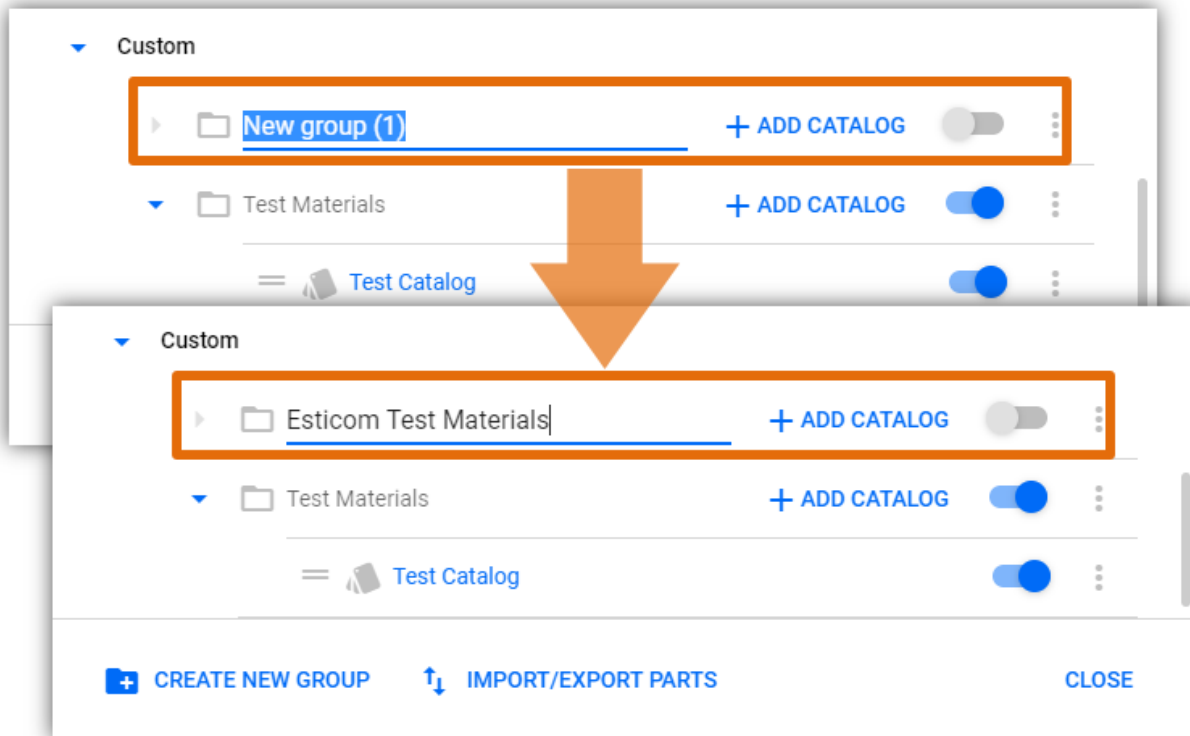 Custom
New group (1) + ADD CATALOG
Test Materials + ADD CATALOG
Test Catalog
Custom
Esticom Test Materials + ADD CATALOG
Test Materials + ADD CATALOG
Test Catalog
CREATE NEW GROUP IMPORT/EXPORT PARTS CLOSE